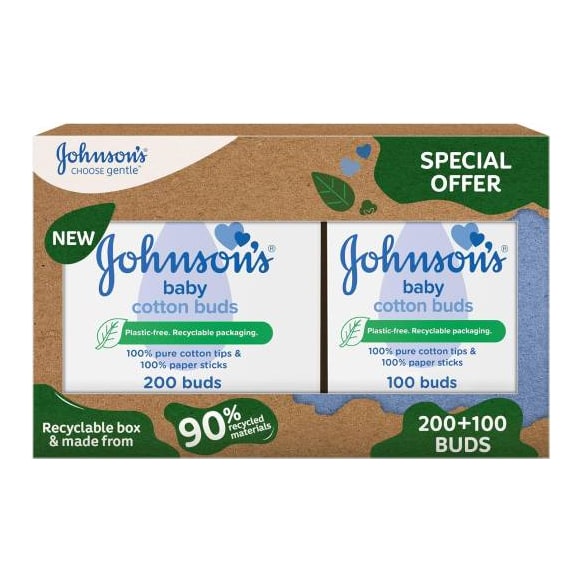 Johnson's
CHOOSE gentle™
SPECIAL
OFFER
NEW
Johnson's®
baby
cotton buds
Plastic-free. Recyclable packaging.
100% pure cotton tips &
100% paper sticks
200 buds
Johnson's®
baby
cotton buds
Plastic-free. Recyclable packaging.
100% pure cotton tips &
100% paper sticks
100 buds
Recyclable box
& made from
90% recycled
materials
200+100
BUDS